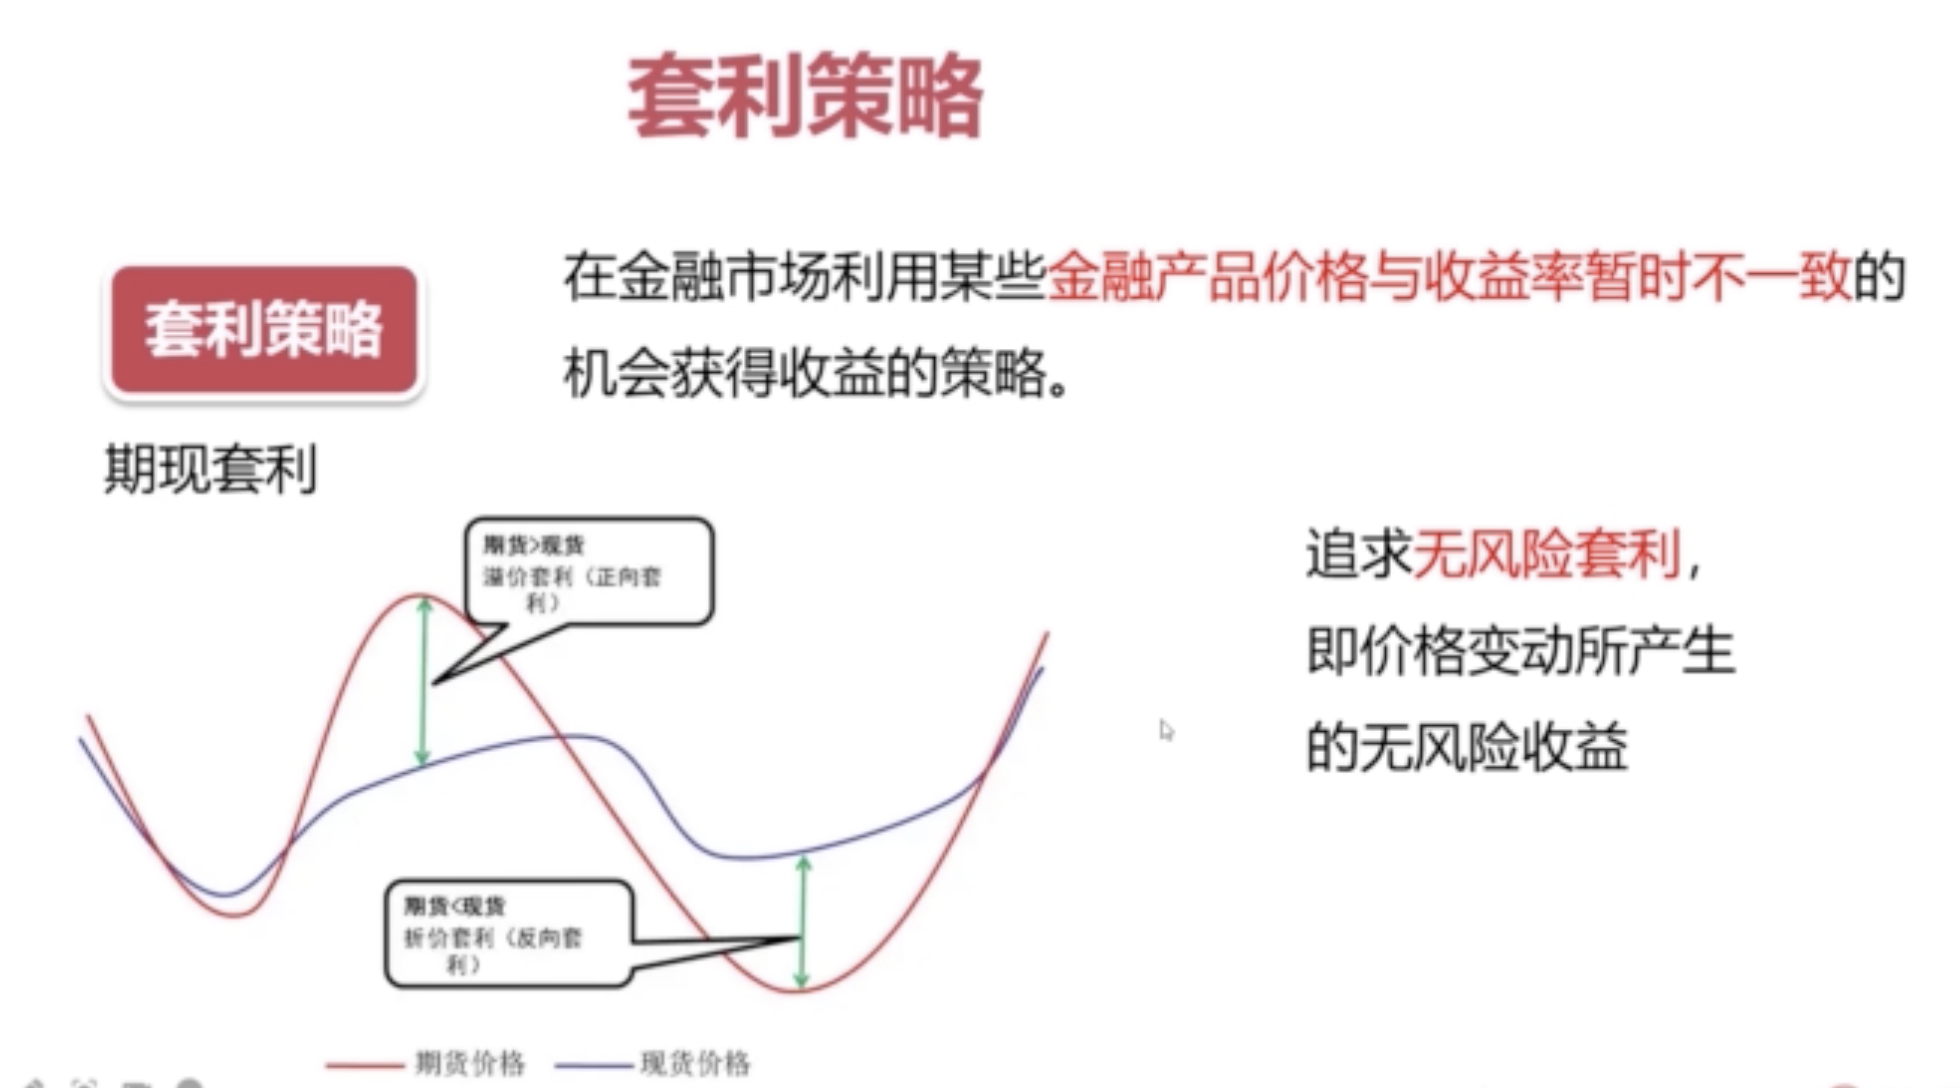 套利策略
套利策略
在金融市场利用某些金融产品价格与收益率暂时不一致的
机会获得收益的策略。
期现套利
期货>现货
溢价套利（正向套
利）
追求无风险套利，
即价格变动所产生
的无风险收益
期货<现货
折价套利（反向套
利）
期货价格
现货价格